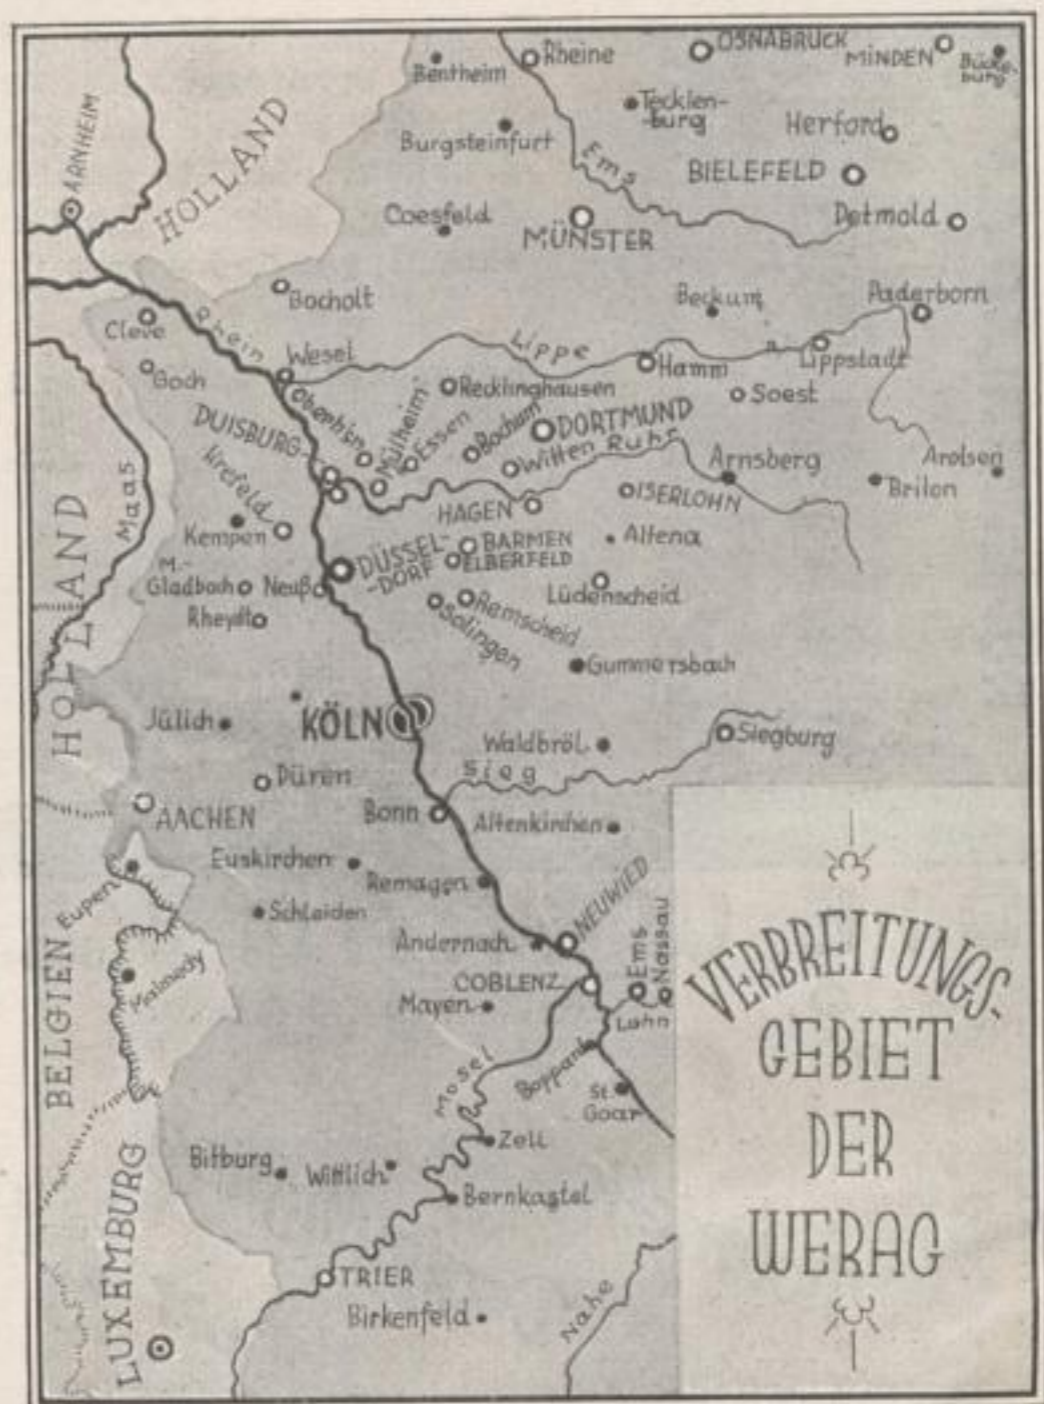 Bentheim
Rheine
OSNABRÜCK
MINDEN
Bücke-
burg
ARNHEIM
HOLLAND
Burgsteinfurt
Tecklen-
-burg
Herford
Ems
BIELEFELD
Coesfeld
MÜNSTER
Detmold
Bocholt
Beckum
Paderborn
Cleve
Rhein
Wesel
Lippe
Hamm
Lippstadt
Goch
Oberhsn
Mülheim
Essen
Recklinghausen
Bochum
DORTMUND
Soest
DUISBURG
Witten
Ruhr
Arnsberg
Arolsen
Brilon
Krefeld
HAGEN
ISERLOHN
Maas
HOLLAND
Kempen
DÜSSEL-
-DORF
BARMEN
ELBERFELD
Altena
M.-
Gladbach
Neuß
Lüdenscheid
Rheydt
Remscheid
Solingen
Gummersbach
Jülich
KÖLN
Waldbröl
Siegburg
Sieg
Düren
AACHEN
Bonn
Altenkirchen
Euskirchen
Remagen
Eupen
Schleiden
NEUWIED
Andernach
Ems
Nassau
BELGIEN
Malmedy
COBLENZ
Mayen
Lahn
Mosel
Boppard
St.
Goar
Zell
Bitburg
Wittlich
Bernkastel
LUXEMBURG
TRIER
Birkenfeld
Nahe
VERBREITUNGS-
GEBIET
DER
WERAG